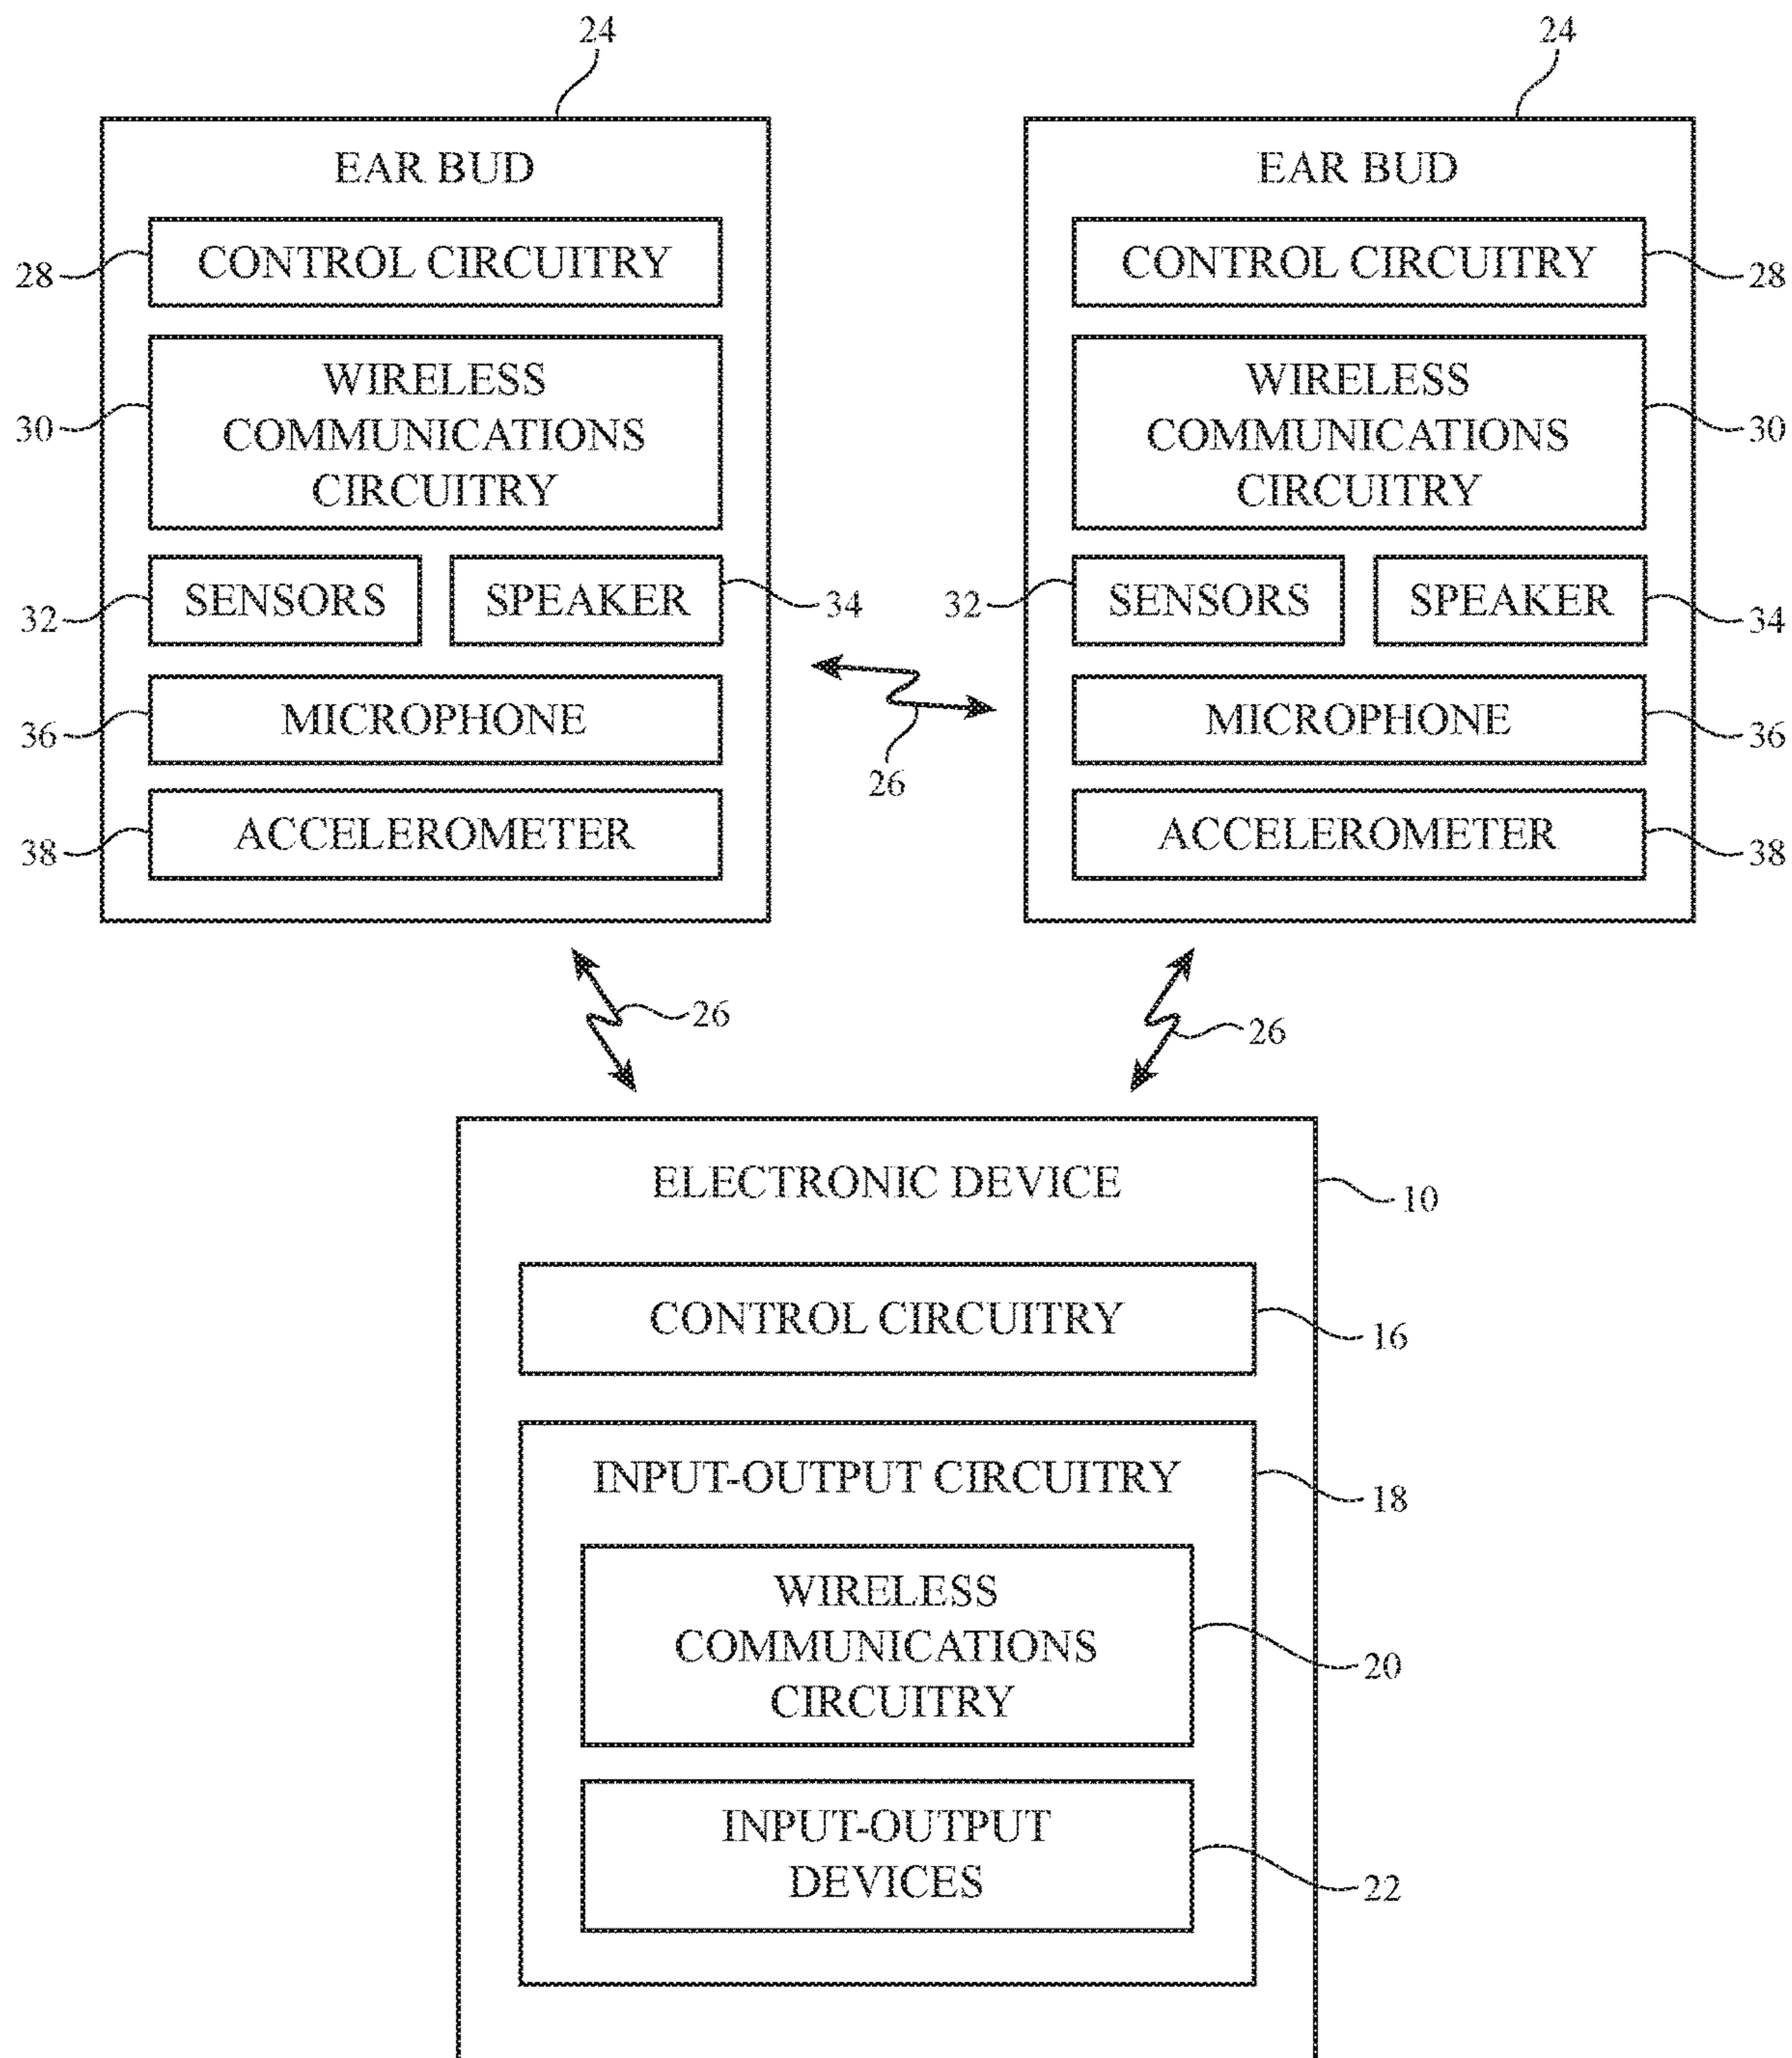 24
24
EAR BUD
CONTROL CIRCUITRY
28
WIRELESS
COMMUNICATIONS
CIRCUITRY
30
SENSORS
32
SPEAKER
34
MICROPHONE
36
ACCELEROMETER
38
EAR BUD
CONTROL CIRCUITRY
28
WIRELESS
COMMUNICATIONS
CIRCUITRY
30
SENSORS
32
SPEAKER
34
MICROPHONE
36
ACCELEROMETER
38
26
26
26
ELECTRONIC DEVICE
10
CONTROL CIRCUITRY
16
INPUT-OUTPUT CIRCUITRY
18
WIRELESS
COMMUNICATIONS
CIRCUITRY
20
INPUT-OUTPUT
DEVICES
22